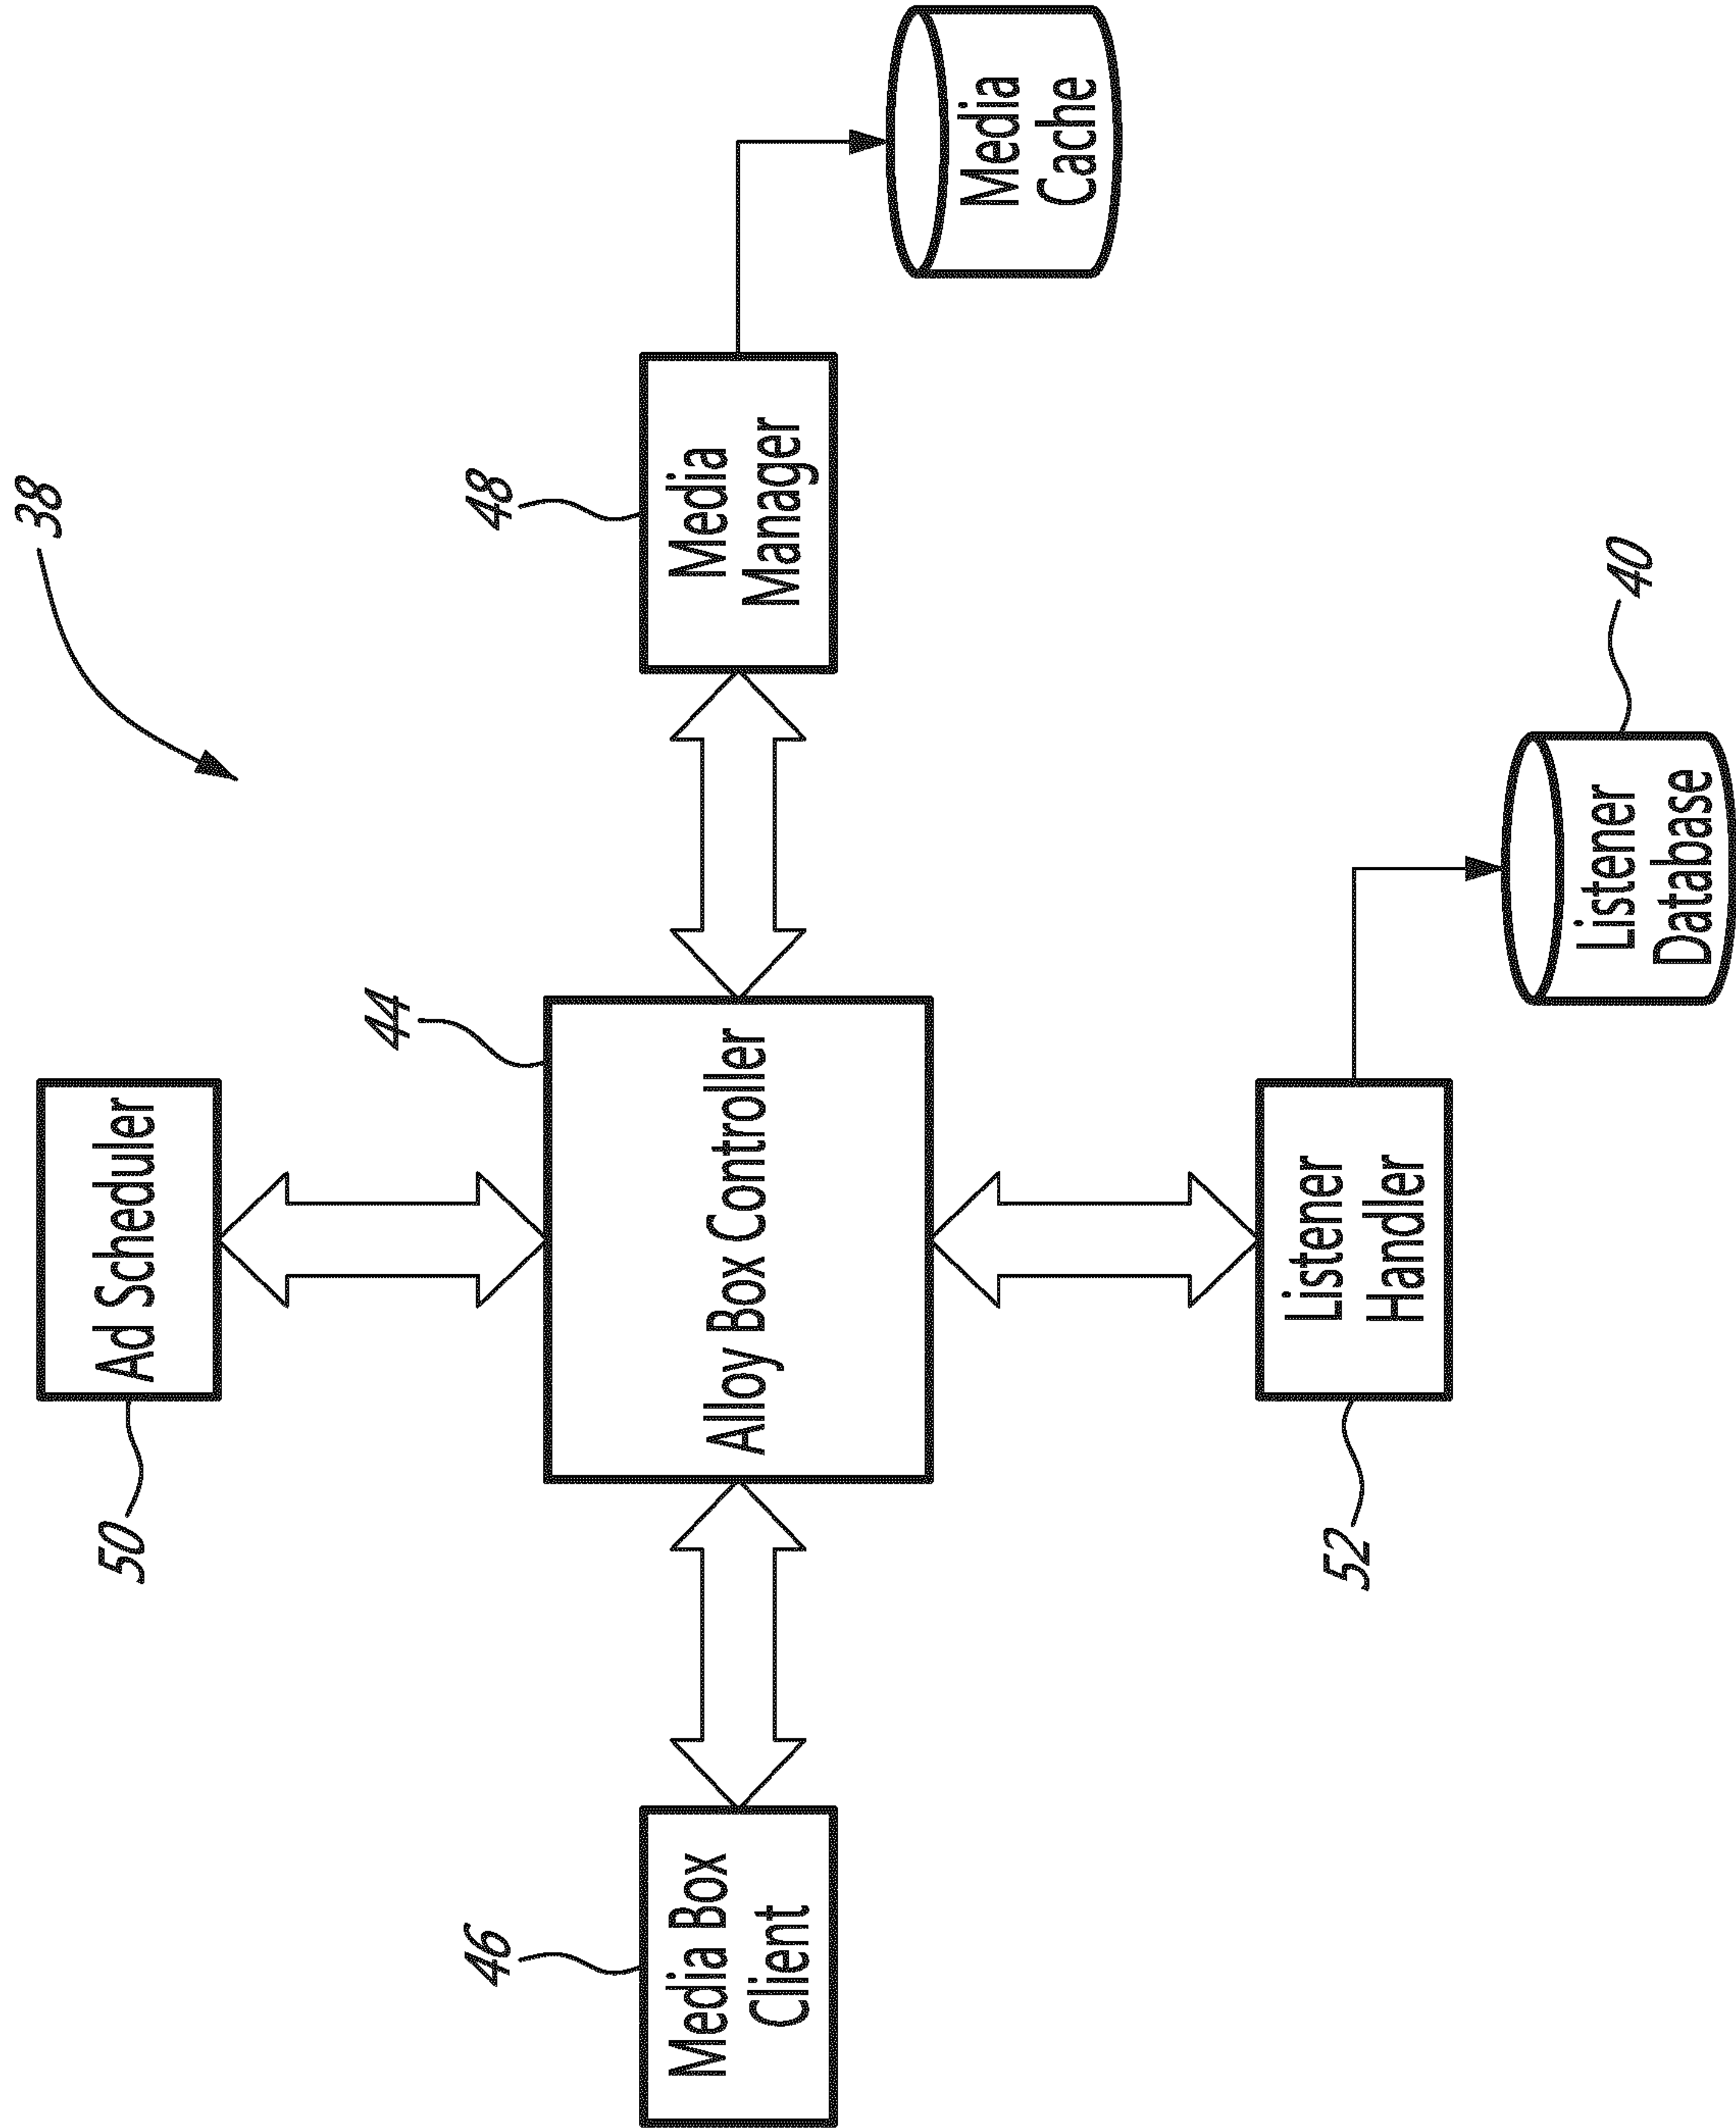 38
50
Ad Scheduler
44
46
Media Box
Client
Alloy Box Controller
48
Media
Manager
Media
Cache
52
Listener
Handler
40
Listener
Database